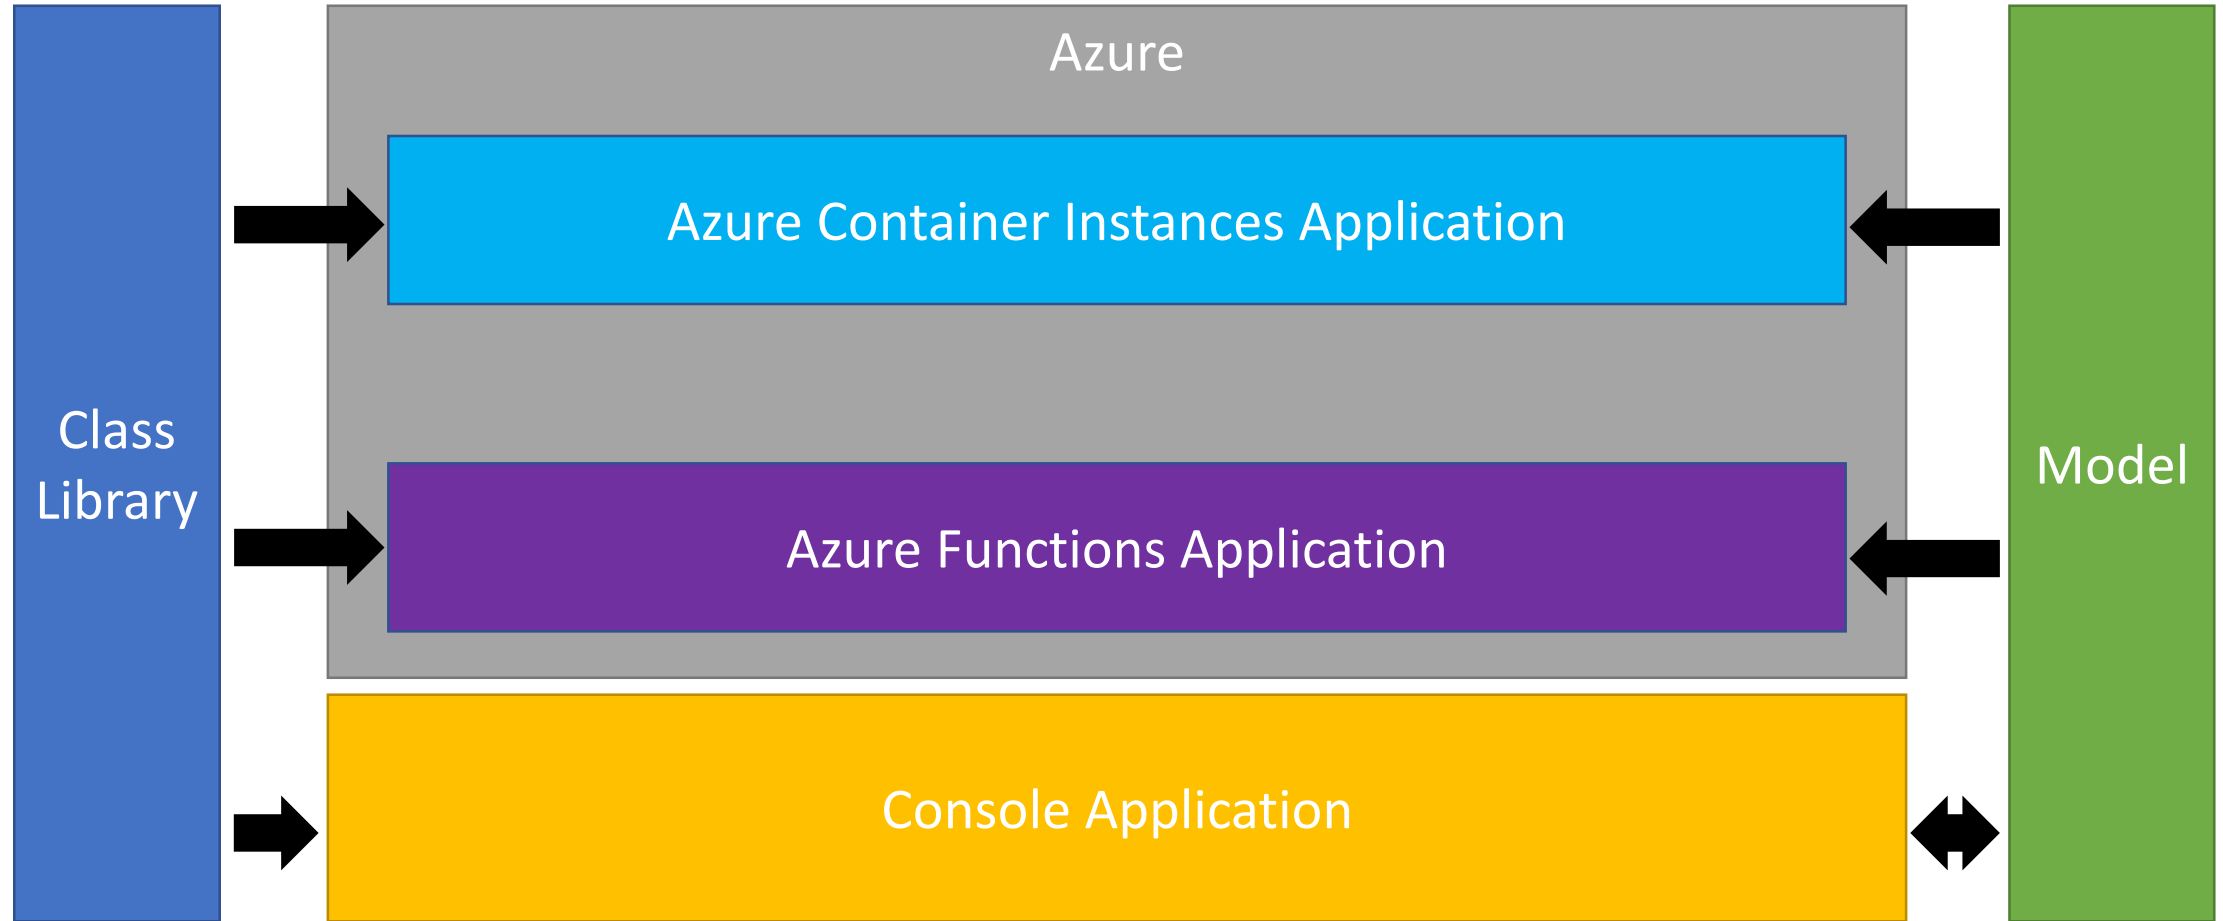 Azure
Azure Container Instances Application
Class
Library
Model
Azure Functions Application
Console Application